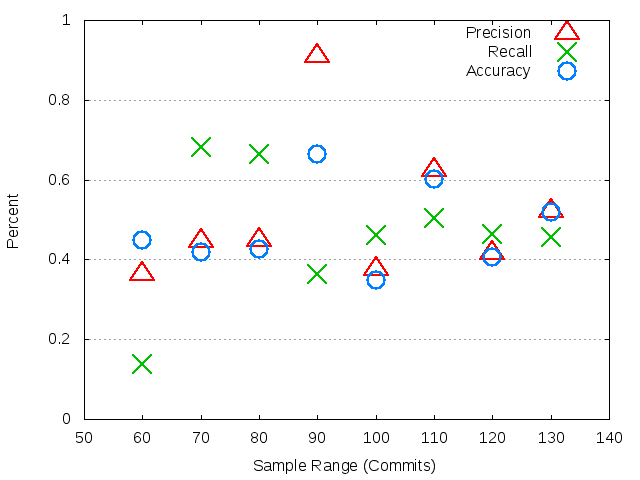 1
0.8
0.6
0.4
0.2
0
Percent
50 60 70 80 90 100 110 120 130 140
Sample Range (Commits)
Precision
Recall
Accuracy